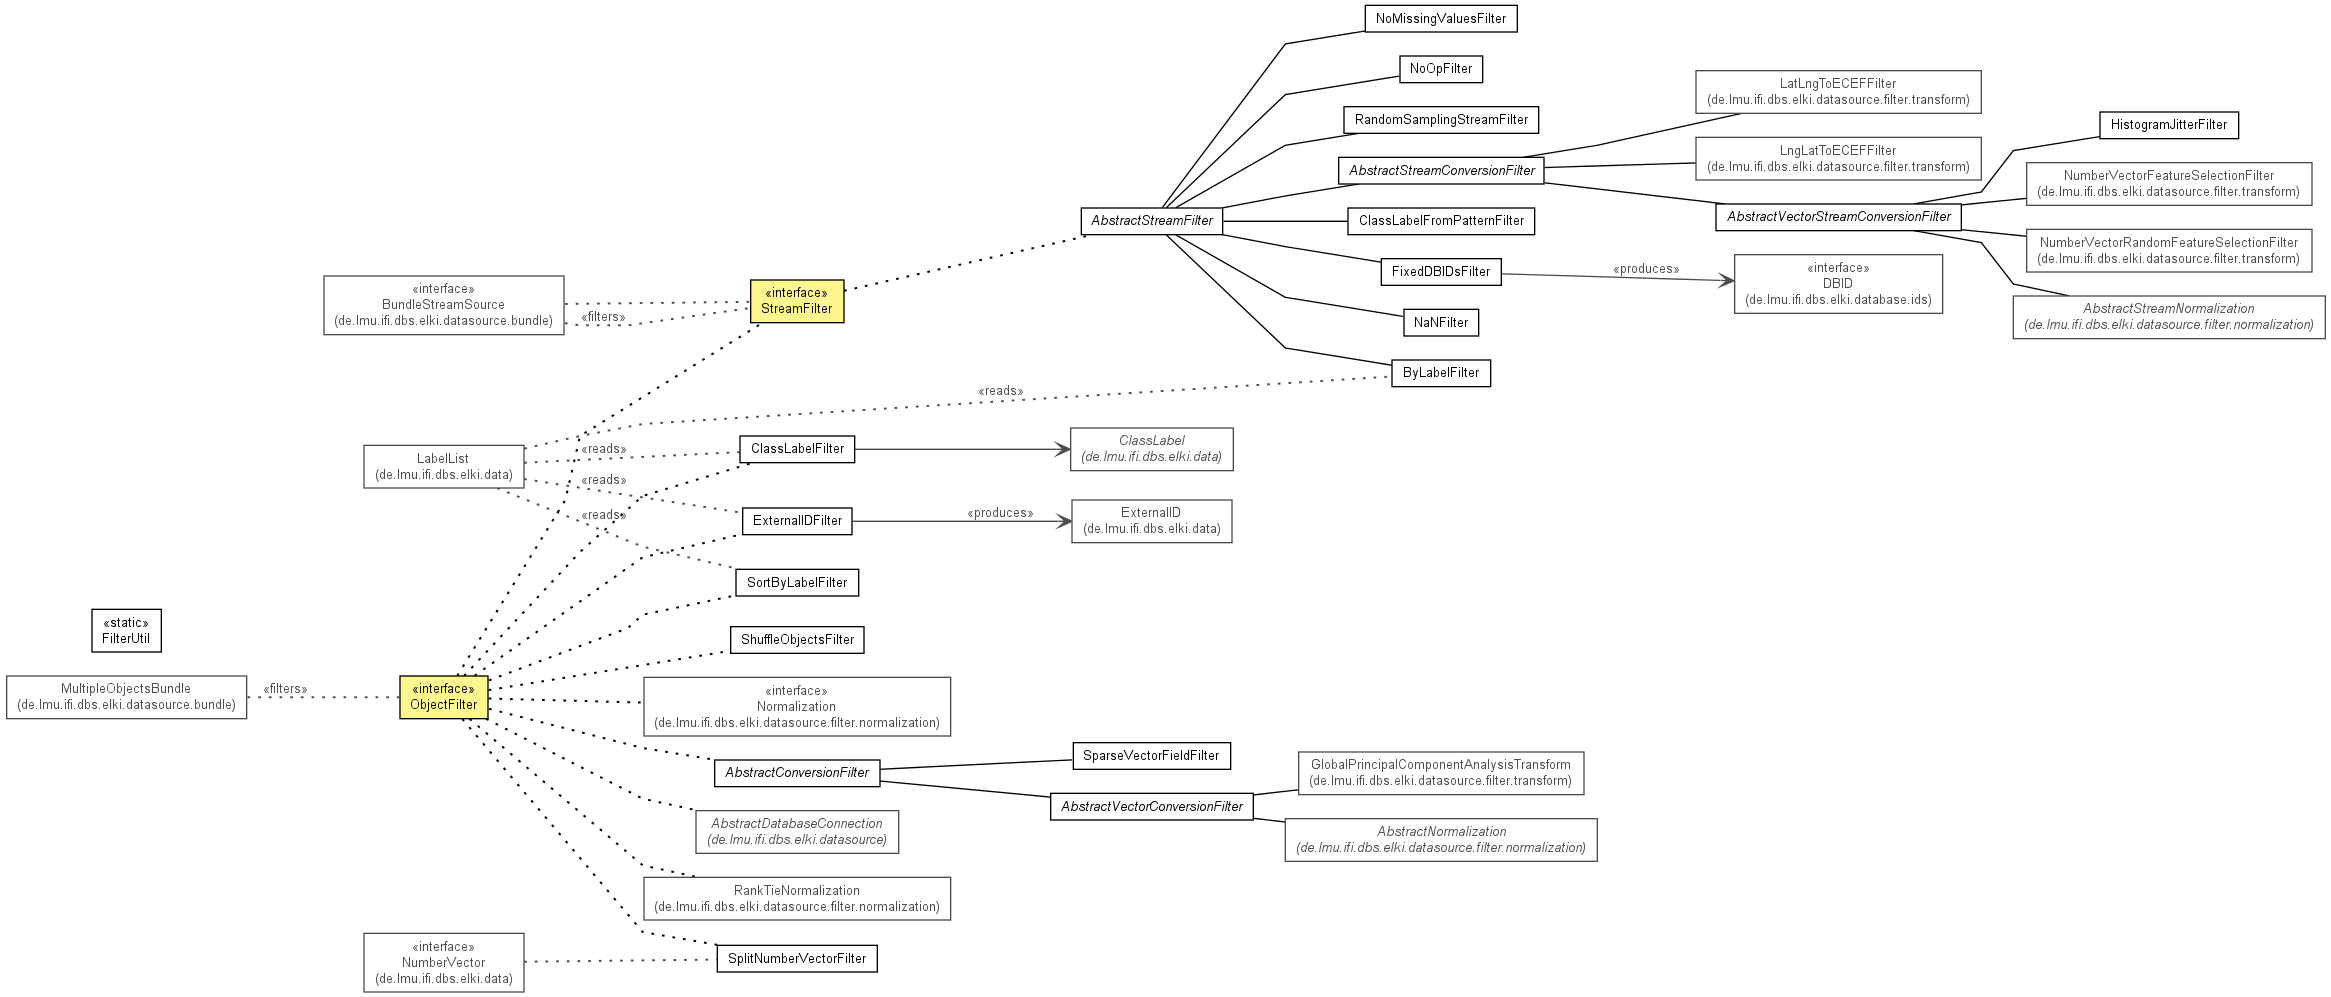 NoMissingValuesFilter
NoOpFilter
LatLngToECEFFilter
(de.lmu.ifi.dbs.elki.datasource.filter.transform)
RandomSamplingStreamFilter
HistogramJitterFilter
LngLatToECEFFilter
(de.lmu.ifi.dbs.elki.datasource.filter.transform)
AbstractStreamConversionFilter
NumberVectorFeatureSelectionFilter
(de.lmu.ifi.dbs.elki.datasource.filter.transform)
AbstractStreamFilter
ClassLabelFromPatternFilter
AbstractVectorStreamConversionFilter
NumberVectorRandomFeatureSelectionFilter
(de.lmu.ifi.dbs.elki.datasource.filter.transform)
FixedDBIDsFilter
«produces»
«interface»
DBID
(de.lmu.ifi.dbs.elki.database.ids)
«interface»
BundleStreamSource
(de.lmu.ifi.dbs.elki.datasource.bundle)
«filters»
«interface»
StreamFilter
AbstractStreamNormalization
(de.lmu.ifi.dbs.elki.datasource.filter.normalization)
NaNFilter
ByLabelFilter
«reads»
LabelList
(de.lmu.ifi.dbs.elki.data)
«reads»
ClassLabelFilter
ClassLabel
(de.lmu.ifi.dbs.elki.data)
«reads»
«reads»
ExternalIDFilter
«produces»
ExternalID
(de.lmu.ifi.dbs.elki.data)
SortByLabelFilter
«static»
FilterUtil
ShuffleObjectsFilter
MultipleObjectsBundle
(de.lmu.ifi.dbs.elki.datasource.bundle)
«filters»
«interface»
ObjectFilter
«interface»
Normalization
(de.lmu.ifi.dbs.elki.datasource.filter.normalization)
AbstractConversionFilter
SparseVectorFieldFilter
GlobalPrincipalComponentAnalysisTransform
(de.lmu.ifi.dbs.elki.datasource.filter.transform)
AbstractVectorConversionFilter
AbstractDatabaseConnection
(de.lmu.ifi.dbs.elki.datasource)
AbstractNormalization
(de.lmu.ifi.dbs.elki.datasource.filter.normalization)
RankTieNormalization
(de.lmu.ifi.dbs.elki.datasource.filter.normalization)
«interface»
NumberVector
(de.lmu.ifi.dbs.elki.data)
SplitNumberVectorFilter